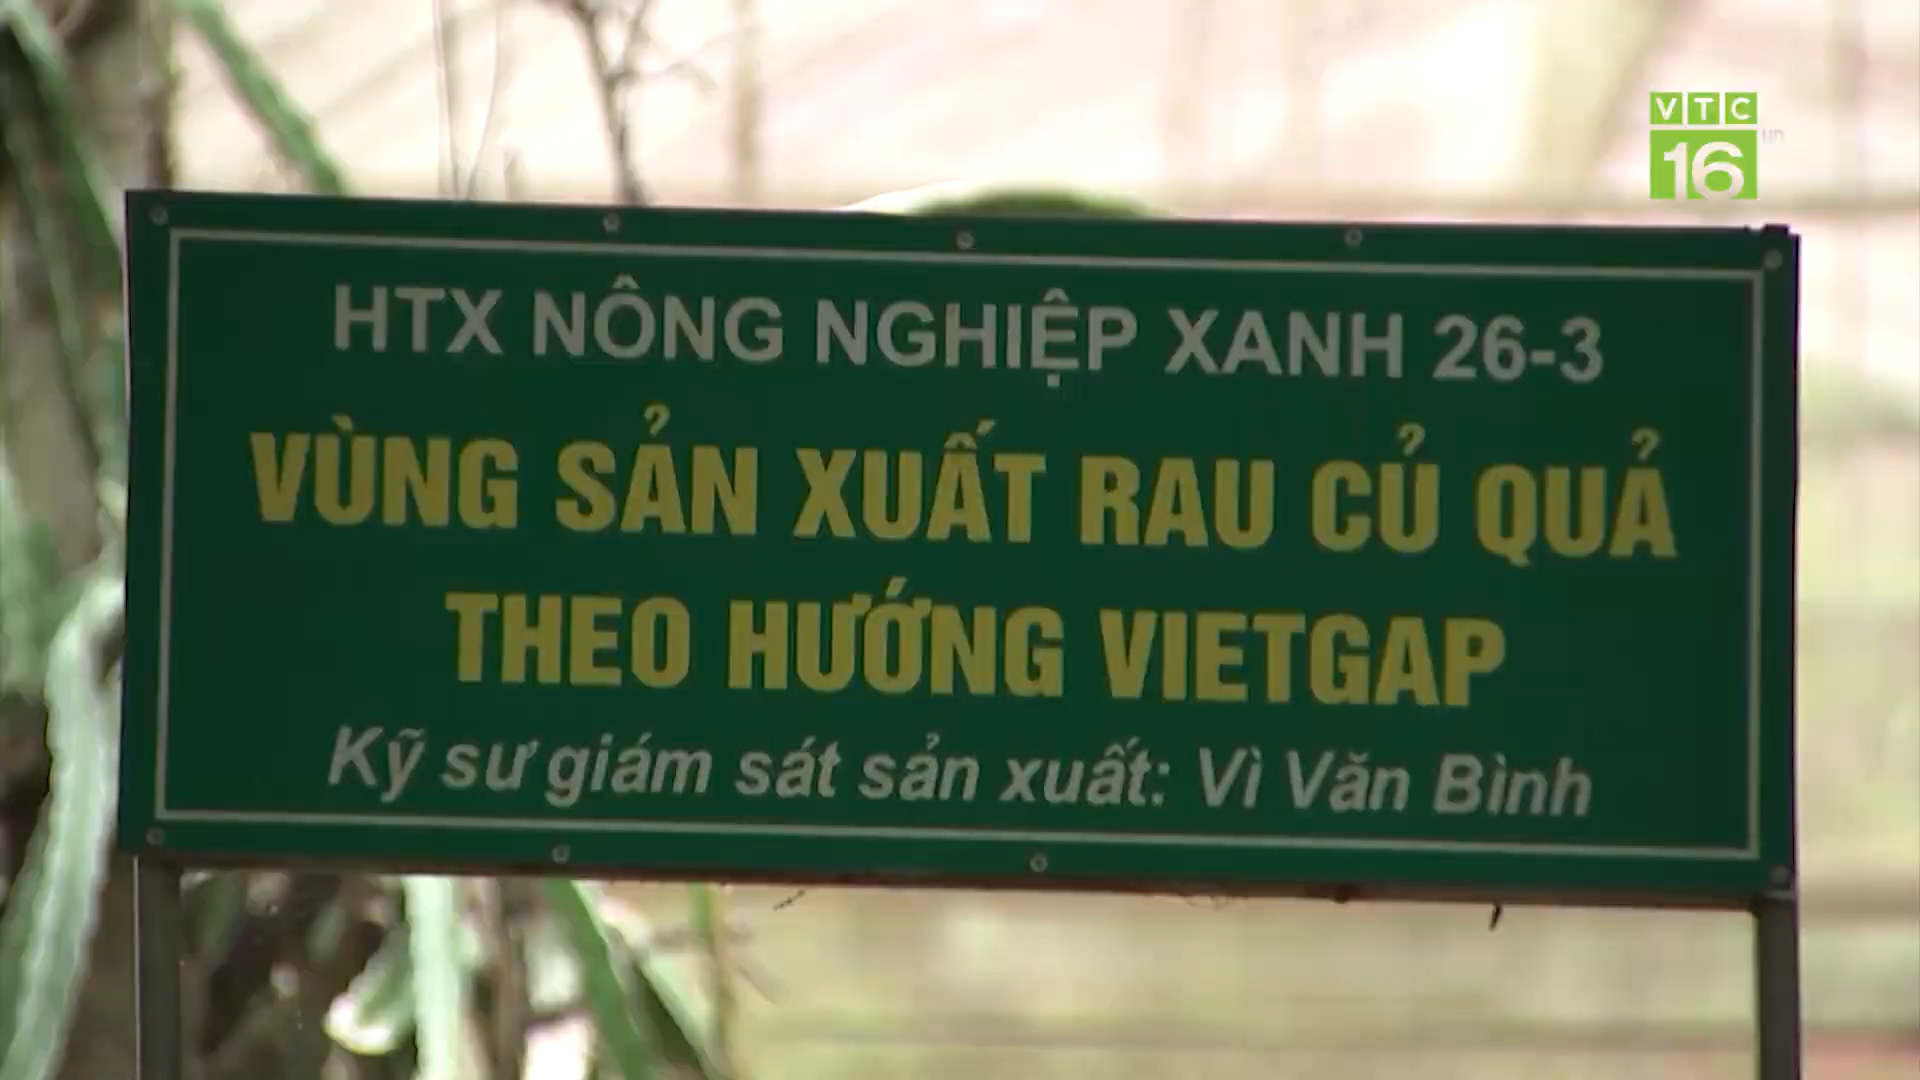 VTC
16
HD
HTX NÔNG NGHIỆP XANH 26-3
VÙNG SẢN XUẤT RAU CỦ QUẢ
THEO HƯỚNG VIETGAP
Kỹ sư giám sát sản xuất: Vì Văn Bình